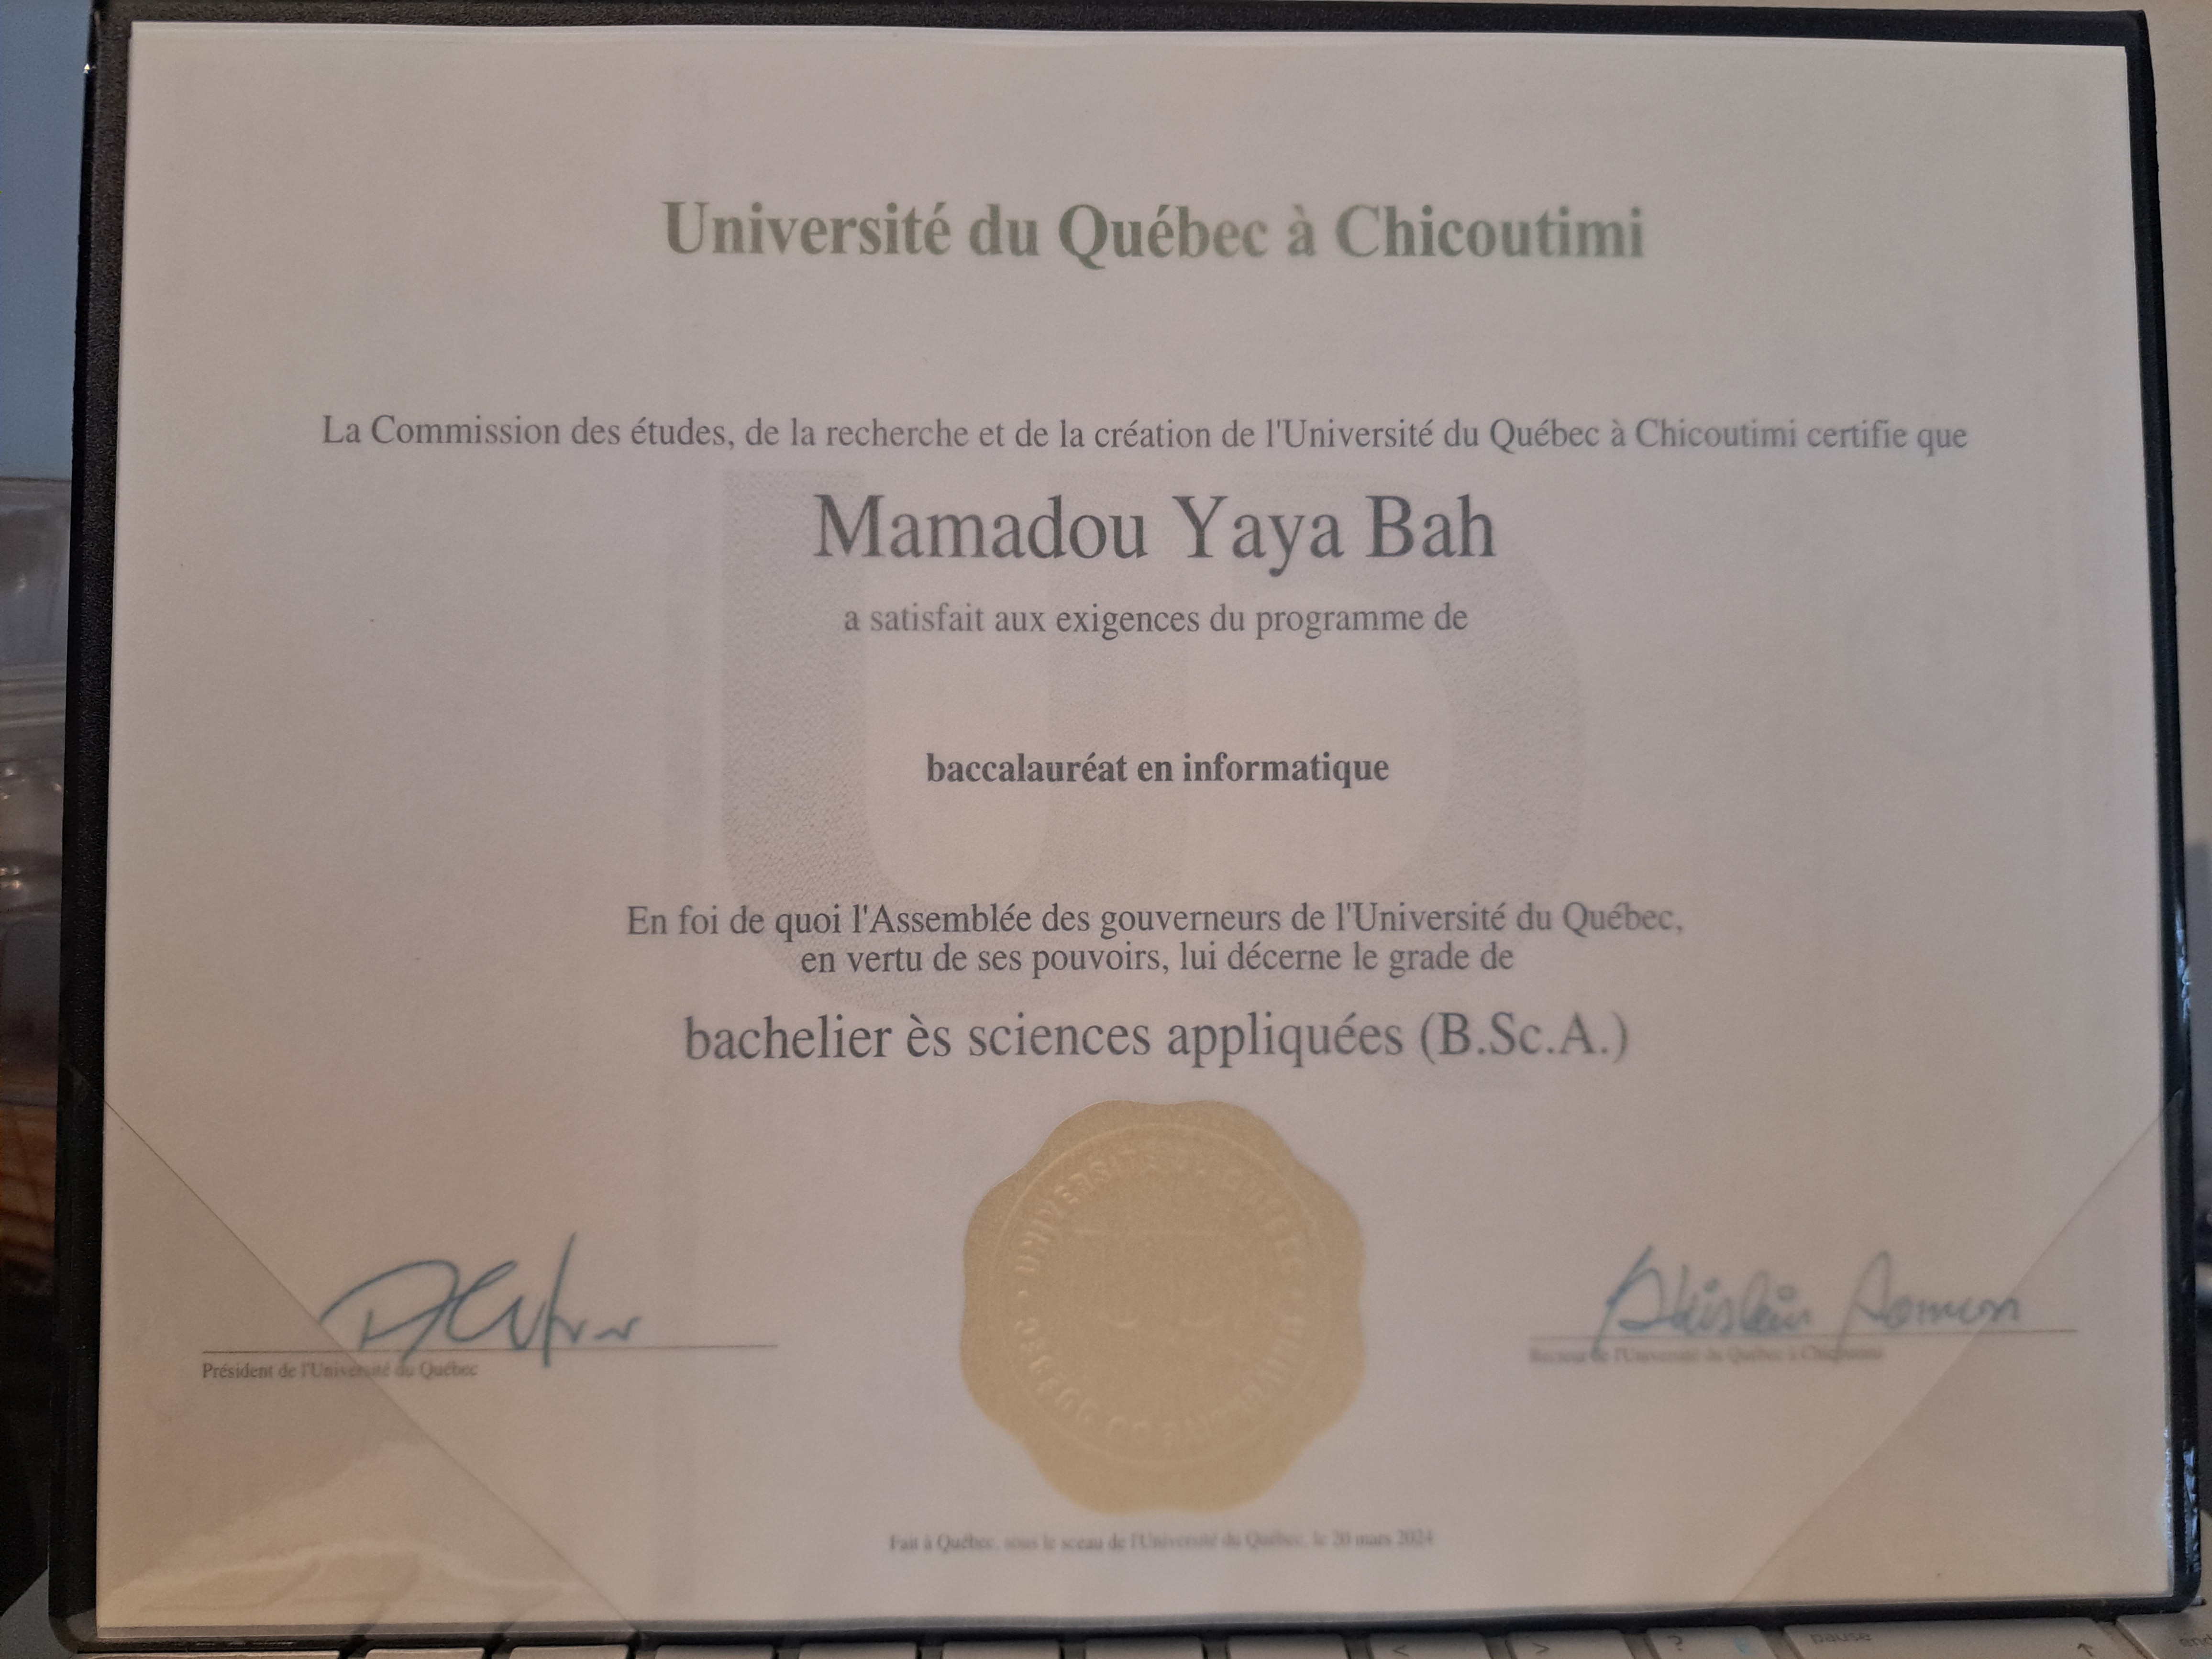 Université du Québec à Chicoutimi
La Commission des études, de la recherche et de la création de l'Université du Québec à Chicoutimi certifie que
Mamadou Yaya Bah
a satisfait aux exigences du programme de
baccalauréat en informatique
En foi de quoi l'Assemblée des gouverneurs de l'Université du Québec,
en vertu de ses pouvoirs, lui décerne le grade de
bachelier ès sciences appliquées (B.Sc.A.)
UNIVERSITÉ DU QUÉBEC
Président de l'Université du Québec
Recteur de l'Université du Québec à Chicoutimi
Fait à Québec, sous le sceau de l'Université du Québec, le 20 mars 2024
< > ? pause end